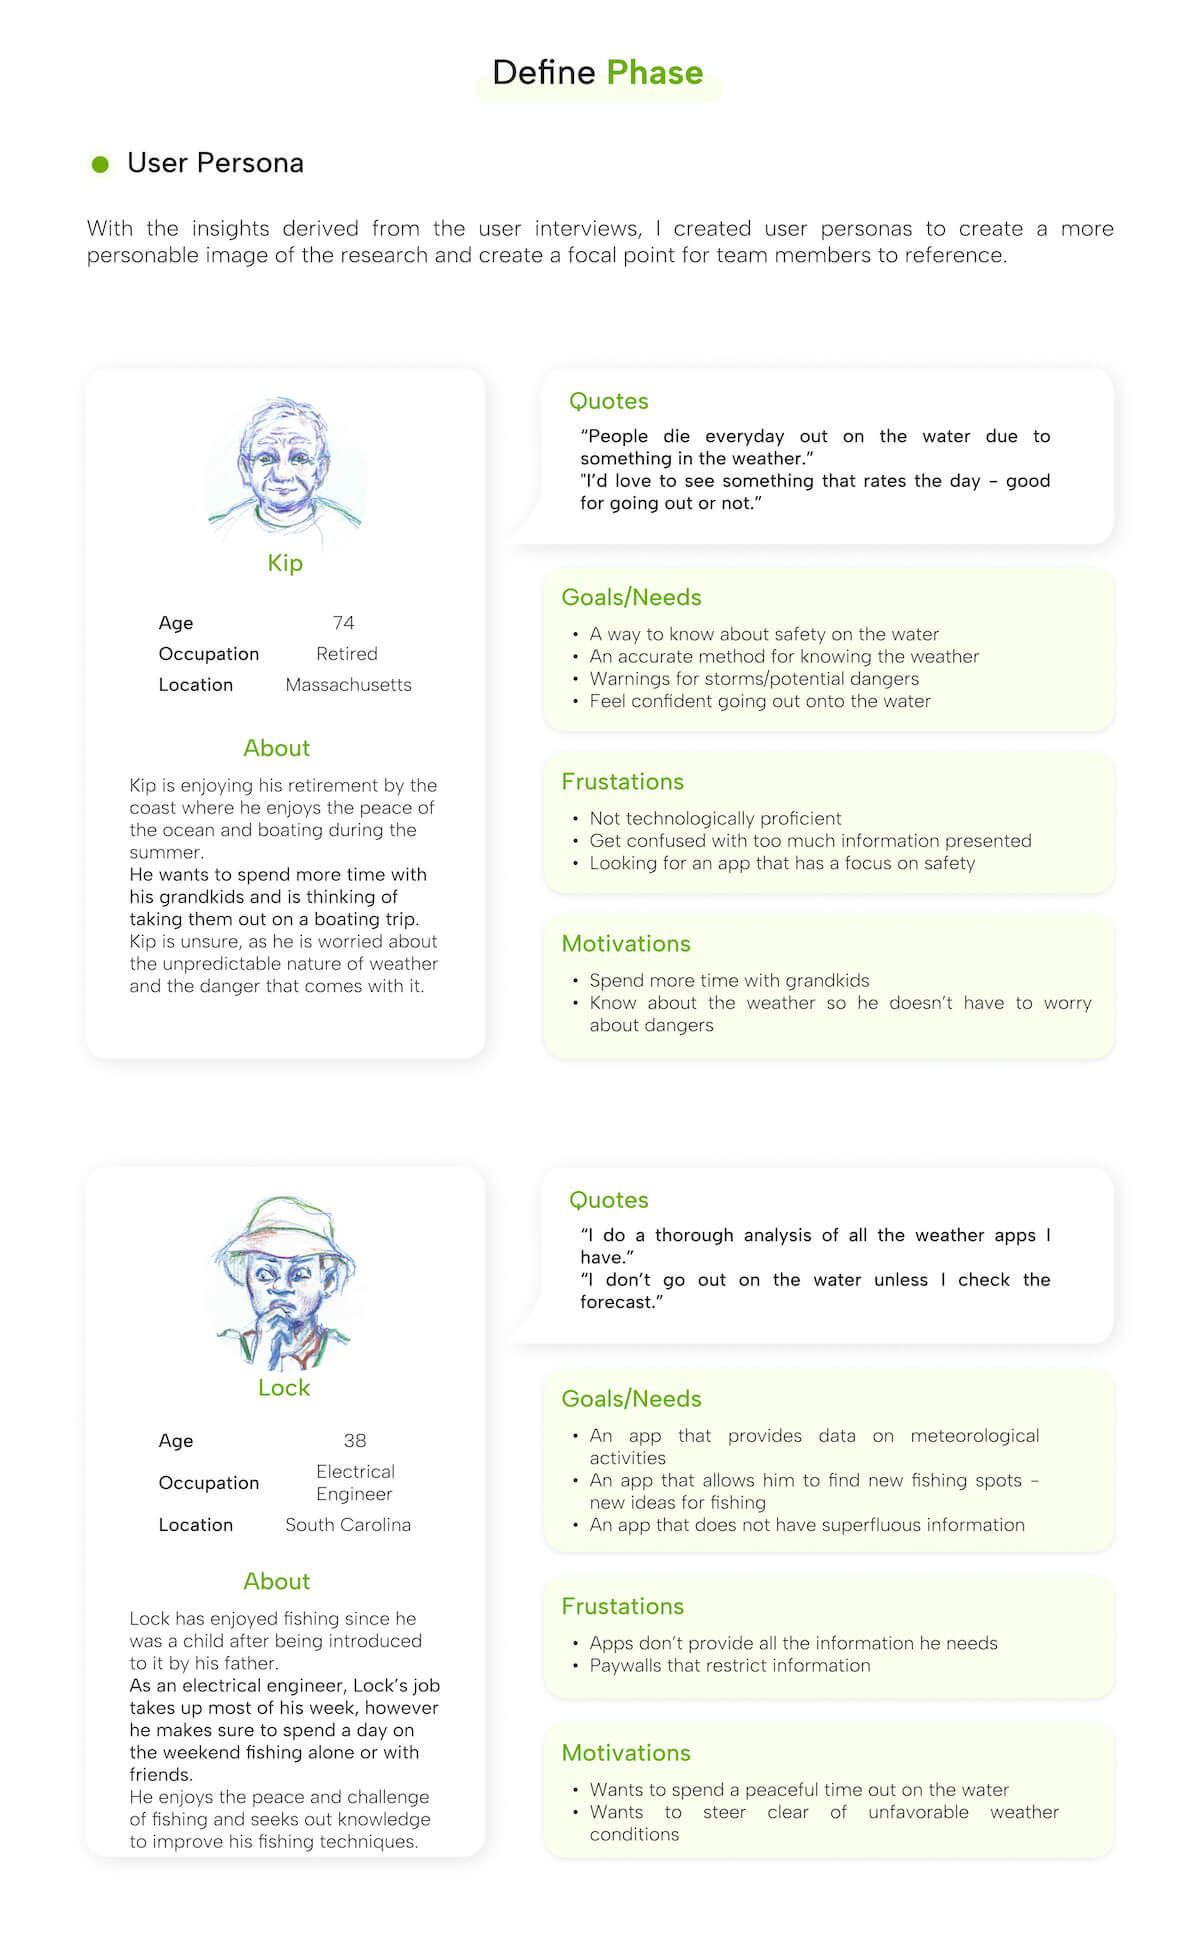 Define Phase
User Persona
With the insights derived from the user interviews, I created user personas to create a more
personable image of the research and create a focal point for team members to reference.
Kip
Age 74
Occupation Retired
Location Massachusetts
About
Kip is enjoying his retirement by the
coast where he enjoys the peace of
the ocean and boating during the
summer.
He wants to spend more time with
his grandkids and is thinking of
taking them out on a boating trip.
Kip is unsure, as he is worried about
the unpredictable nature of weather
and the danger that comes with it.
Quotes
“People die everyday out on the water due to
something in the weather.”
"I’d love to see something that rates the day – good
for going out or not.”
Goals/Needs
• A way to know about safety on the water
• An accurate method for knowing the weather
• Warnings for storms/potential dangers
• Feel confident going out onto the water
Frustations
• Not technologically proficient
• Get confused with too much information presented
• Looking for an app that has a focus on safety
Motivations
• Spend more time with grandkids
• Know about the weather so he doesn’t have to worry
about dangers
Lock
Age 38
Occupation Electrical
Engineer
Location South Carolina
About
Lock has enjoyed fishing since he
was a child after being introduced
to it by his father.
As an electrical engineer, Lock’s job
takes up most of his week, however
he makes sure to spend a day on
the weekend fishing alone or with
friends.
He enjoys the peace and challenge
of fishing and seeks out knowledge
to improve his fishing techniques.
Quotes
“I do a thorough analysis of all the weather apps I
have.”
“I don’t go out on the water unless I check the
forecast.”
Goals/Needs
• An app that provides data on meteorological
activities
• An app that allows him to find new fishing spots –
new ideas for fishing
• An app that does not have superfluous information
Frustations
• Apps don’t provide all the information he needs
• Paywalls that restrict information
Motivations
• Wants to spend a peaceful time out on the water
• Wants to steer clear of unfavorable weather
conditions